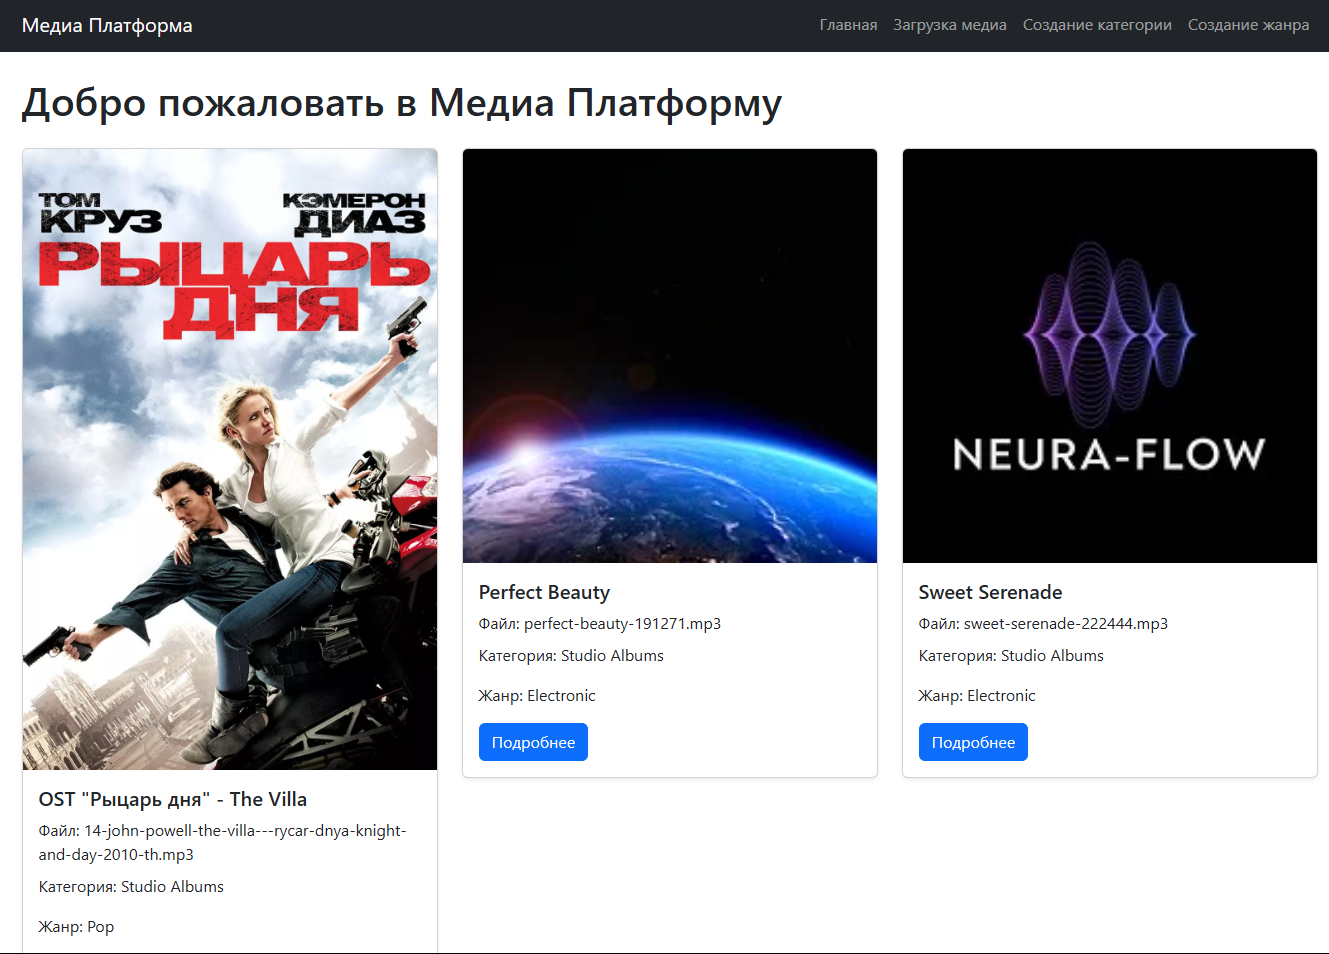 Медиа Платформа
Главная Загрузка медиа Создание категории Создание жанра
Добро пожаловать в Медиа Платформу
ТОМ КРУЗ
КЭМЕРОН ДИАЗ
РЫЦАРЬ
ДНЯ
OST "Рыцарь дня" - The Villa
Файл: 14-john-powell-the-villa---rycar-dnya-knight-
and-day-2010-th.mp3
Категория: Studio Albums
Жанр: Pop
Perfect Beauty
Файл: perfect-beauty-191271.mp3
Категория: Studio Albums
Жанр: Electronic
Подробнее
NEURA-FLOW
Sweet Serenade
Файл: sweet-serenade-222444.mp3
Категория: Studio Albums
Жанр: Electronic
Подробнее